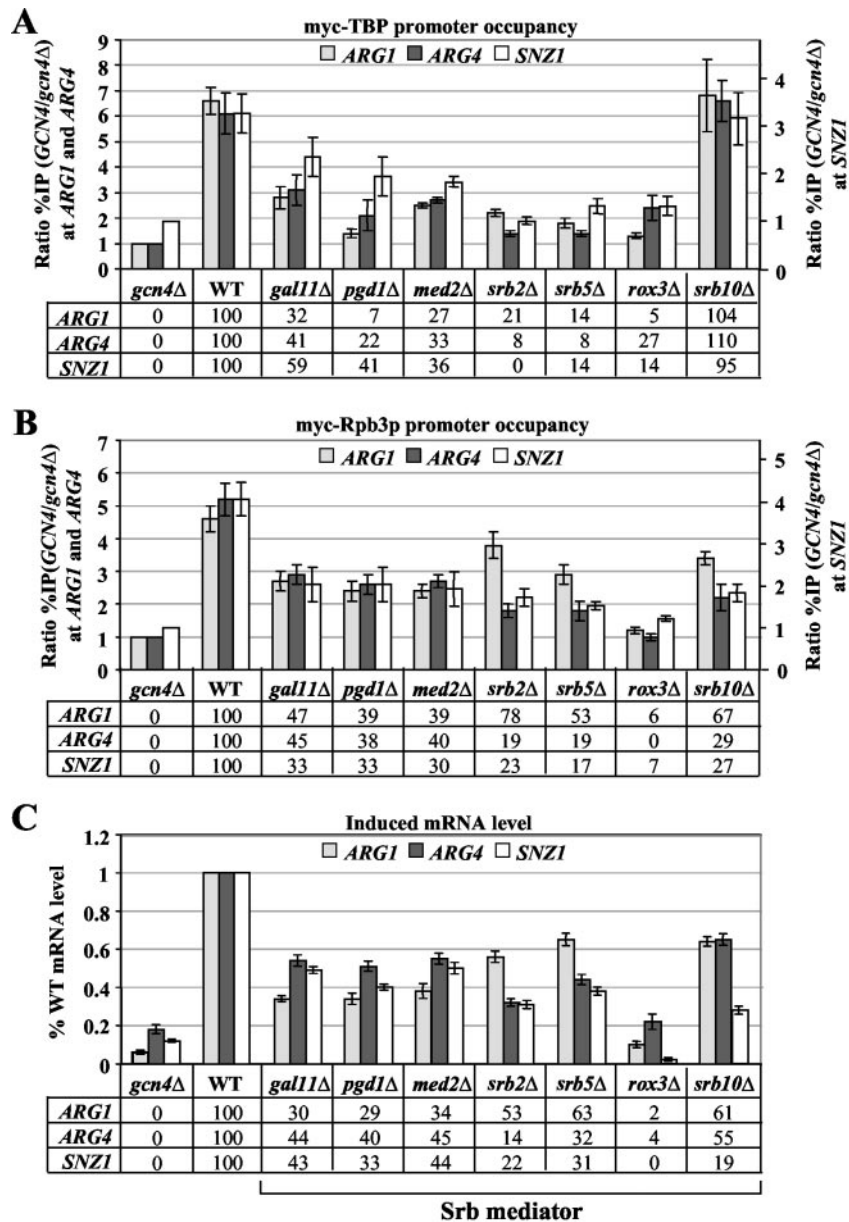 A
myc-TBP promoter occupancy
ARG1 ARG4 SNZ1
Ratio %IP (GCN4/gcn4Δ)
at ARG1 and ARG4
9
8
7
6
5
4
3
2
1
0
4
3
2
1
0
Ratio %IP (GCN4/gcn4Δ)
at SNZ1
gcn4Δ WT gal11Δ pgd1Δ med2Δ srb2Δ srb5Δ rox3Δ srb10Δ
ARG1 0 100 32 7 27 21 14 5 104
ARG4 0 100 41 22 33 8 8 27 110
SNZ1 0 100 59 41 36 0 14 14 95
B
myc-Rpb3p promoter occupancy
ARG1 ARG4 SNZ1
Ratio %IP(GCN4/gcn4Δ)
at ARG1 and ARG4
7
6
5
4
3
2
1
0
5
4
3
2
1
0
Ratio %IP (GCN4/gcn4Δ)
at SNZ1
gcn4Δ WT gal11Δ pgd1Δ med2Δ srb2Δ srb5Δ rox3Δ srb10Δ
ARG1 0 100 47 39 39 78 53 6 67
ARG4 0 100 45 38 40 19 19 0 29
SNZ1 0 100 33 33 30 23 17 7 27
C
Induced mRNA level
ARG1 ARG4 SNZ1
% WT mRNA level
1.2
1
0.8
0.6
0.4
0.2
0
gcn4Δ WT gal11Δ pgd1Δ med2Δ srb2Δ srb5Δ rox3Δ srb10Δ
ARG1 0 100 30 29 34 53 63 2 61
ARG4 0 100 44 40 45 14 32 4 55
SNZ1 0 100 43 33 44 22 31 0 19
Srb mediator